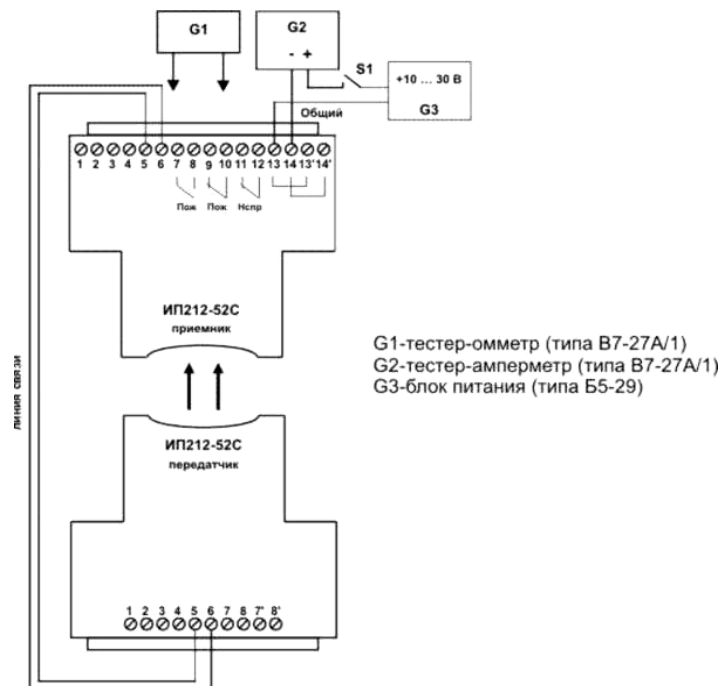 G1
G2
- +
S1
+10 ... 30 В
G3
Общий
1 2 3 4 5 6 7 8 9 10 11 12 13 14 13' 14'
Пож Пож Нспр
ИП212-52С
приемник
G1-тестер-омметр (типа В7-27А/1)
G2-тестер-амперметр (типа В7-27А/1)
G3-блок питания (типа Б5-29)
линия связи
ИП212-52С
передатчик
1 2 3 4 5 6 7 8 7' 8'